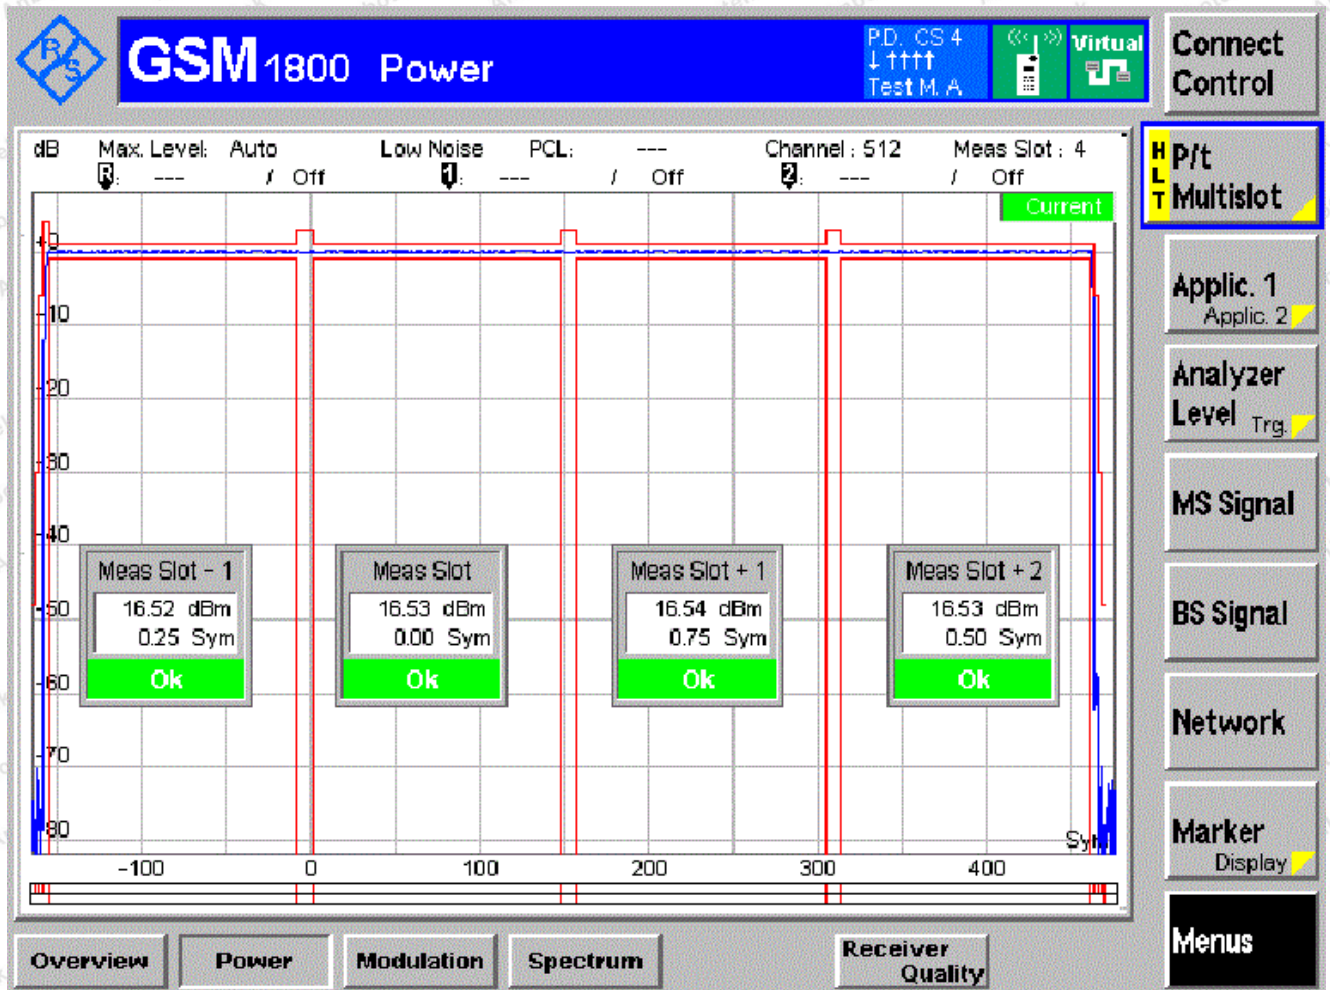 R&S
GSM 1800 Power
P.D. CS 4
↓ ↑↑↑↑
Test M. A
Virtual
Connect
Control
dB Max. Level: Auto Low Noise PCL: --- Channel : 512 Meas Slot : 4
R: --- / Off 1: --- / Off 2: --- / Off
Current
HLT
P/t
Multislot
Applic. 1
Applic. 2
Analyzer
Level Trg.
MS Signal
BS Signal
Network
Marker
Display
Menus
+0
-10
-20
-30
-40
-50
-60
-70
-80
Meas Slot - 1
16.52 dBm
0.25 Sym
Ok
Meas Slot
16.53 dBm
0.00 Sym
Ok
Meas Slot + 1
16.54 dBm
0.75 Sym
Ok
Meas Slot + 2
16.53 dBm
0.50 Sym
Ok
Sym
-100 0 100 200 300 400
Overview Power Modulation Spectrum Receiver
Quality